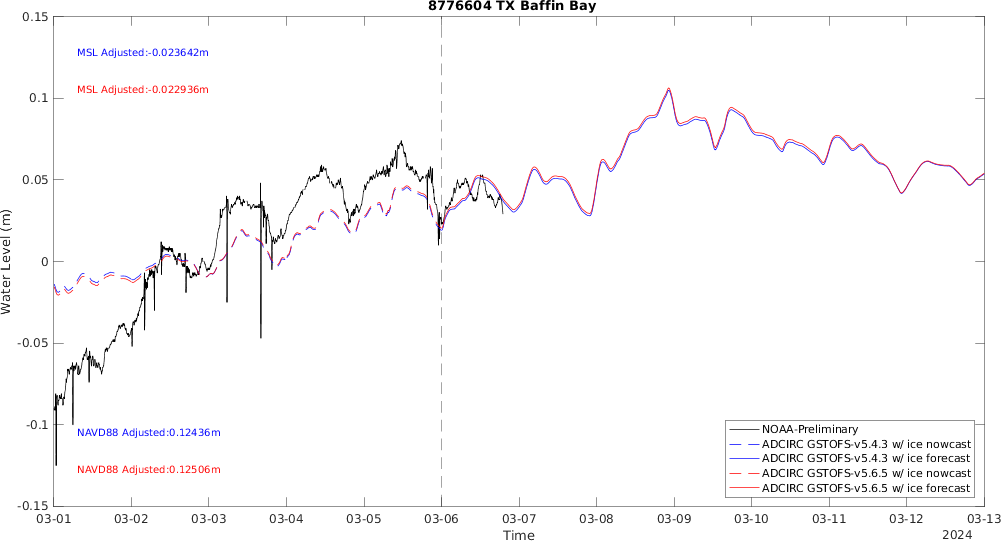 8776604 TX Baffin Bay
0.15
0.1
0.05
0
-0.05
-0.1
-0.15
Water Level (m)
MSL Adjusted:-0.023642m
MSL Adjusted:-0.022936m
NAVD88 Adjusted:0.12436m
NAVD88 Adjusted:0.12506m
NOAA-Preliminary
ADCIRC GSTOFS-v5.4.3 w/ ice nowcast
ADCIRC GSTOFS-v5.4.3 w/ ice forecast
ADCIRC GSTOFS-v5.6.5 w/ ice nowcast
ADCIRC GSTOFS-v5.6.5 w/ ice forecast
03-01 03-02 03-03 03-04 03-05 03-06 03-07 03-08 03-09 03-10 03-11 03-12 03-13
Time
2024